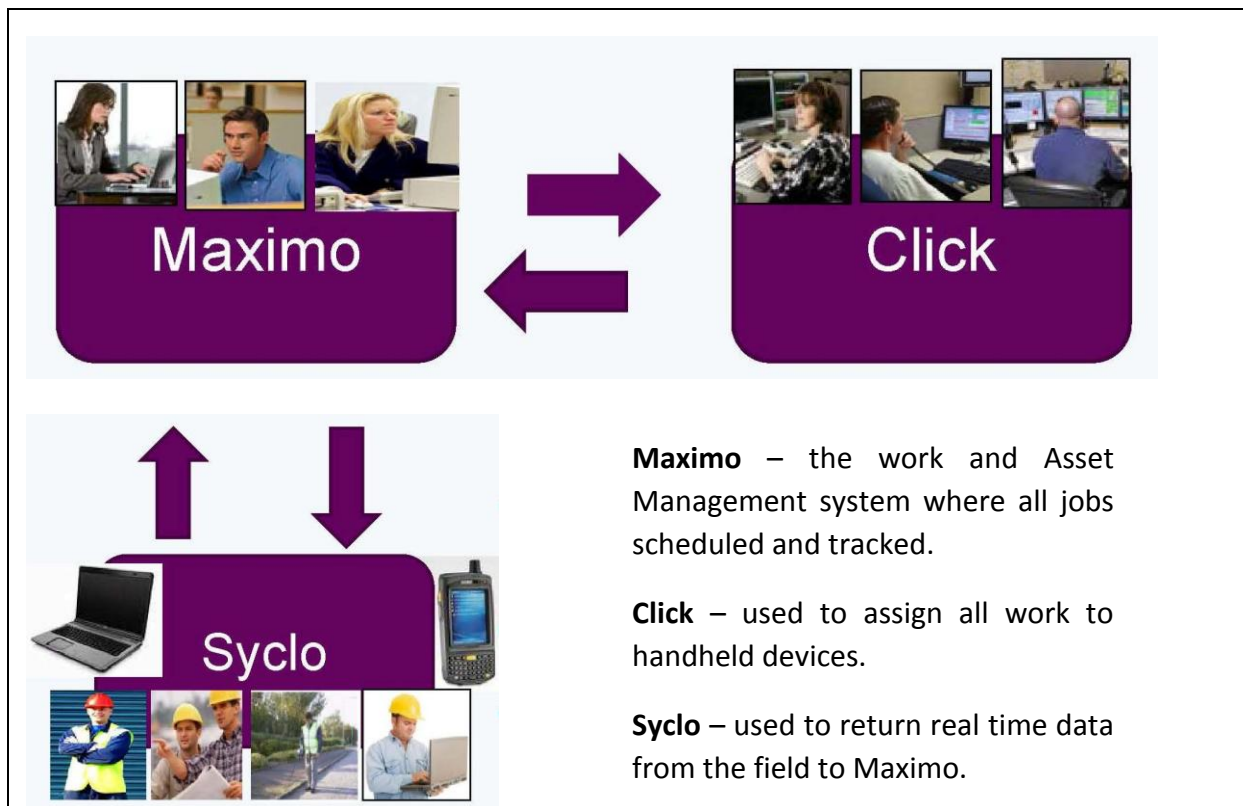 Maximo
Click
Syclo
Maximo – the work and Asset
Management system where all jobs
scheduled and tracked.
Click – used to assign all work to
handheld devices.
Syclo – used to return real time data
from the field to Maximo.